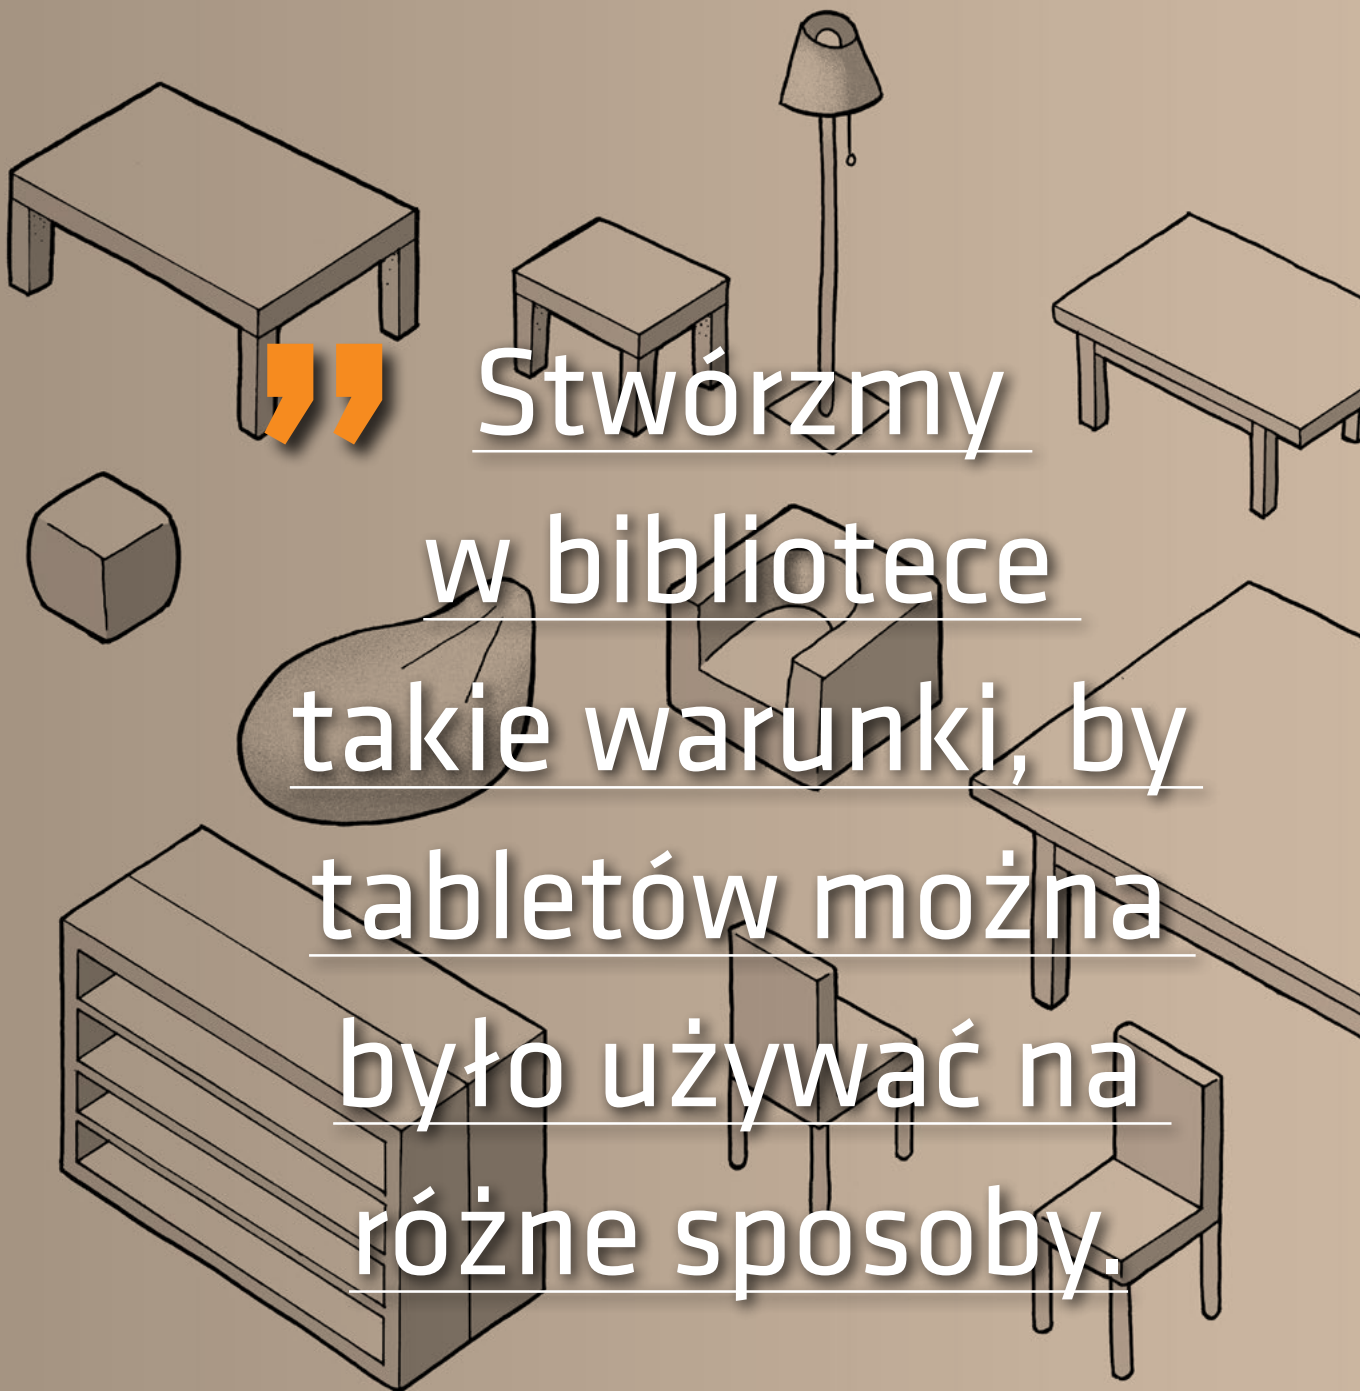 ” Stwórzmy
w bibliotece
takie warunki, by
tabletów można
było używać na
różne sposoby.